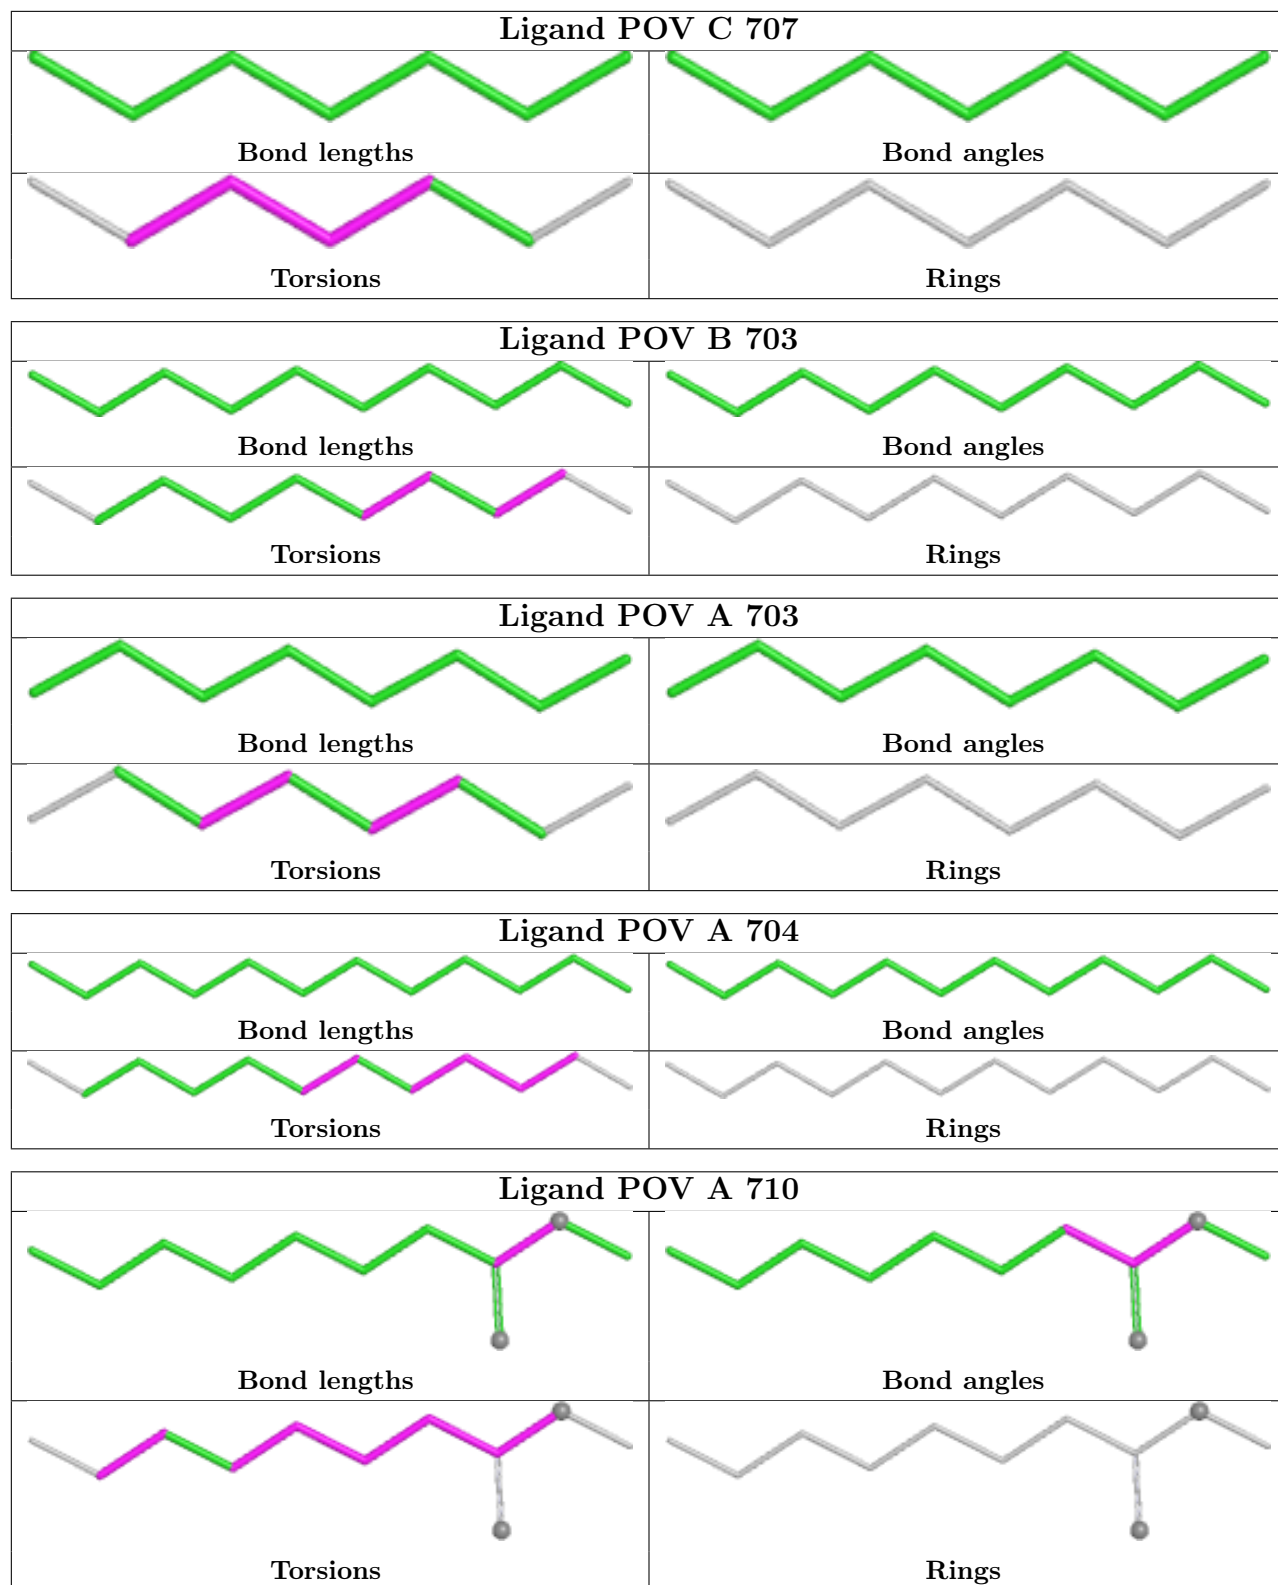 Ligand POV C 707
Bond lengths
Bond angles
Torsions
Rings
Ligand POV B 703
Bond lengths
Bond angles
Torsions
Rings
Ligand POV A 703
Bond lengths
Bond angles
Torsions
Rings
Ligand POV A 704
Bond lengths
Bond angles
Torsions
Rings
Ligand POV A 710
Bond lengths
Bond angles
Torsions
Rings